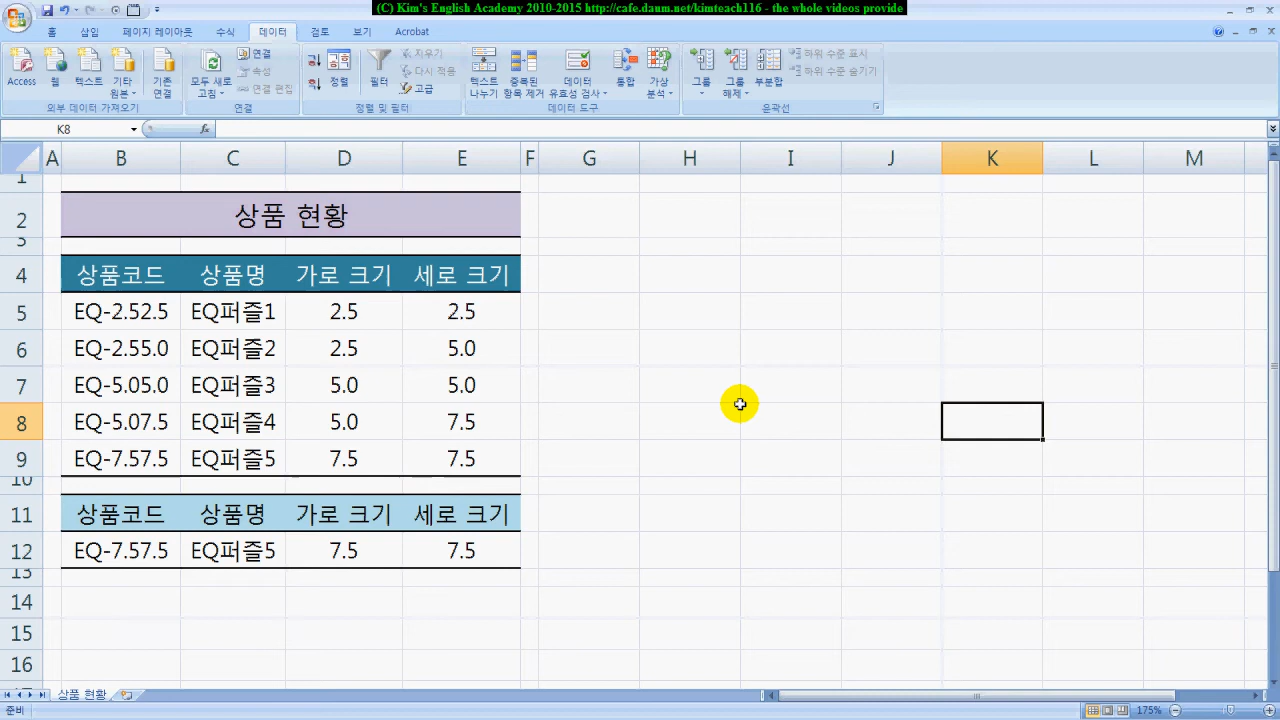 (C) Kim's English Academy 2010-2015 http://cafe.daum.net/kimteach116 - the whole videos provide
홈 삽입 페이지 레이아웃 수식 데이터 검토 보기 Acrobat
Access 웹 텍스트 기타 원본 기존 연결 모두 새로 고침 연결 속성 연결 편집 정렬 필터 지우기 다시 적용 고급 텍스트 나누기 중복된 항목 제거 데이터 유효성 검사 통합 가상 분석 그룹 그룹 해제 부분합 하위 수준 표시 하위 수준 숨기기
외부 데이터 가져오기 연결 정렬 및 필터 데이터 도구 윤곽선
K8 fx
A B C D E F G H I J K L M
1
2 상품 현황
3
4 상품코드 상품명 가로 크기 세로 크기
5 EQ-2.52.5 EQ퍼즐1 2.5 2.5
6 EQ-2.55.0 EQ퍼즐2 2.5 5.0
7 EQ-5.05.0 EQ퍼즐3 5.0 5.0
8 EQ-5.07.5 EQ퍼즐4 5.0 7.5
9 EQ-7.57.5 EQ퍼즐5 7.5 7.5
10
11 상품코드 상품명 가로 크기 세로 크기
12 EQ-7.57.5 EQ퍼즐5 7.5 7.5
13
14
15
16
상품 현황
준비 175%